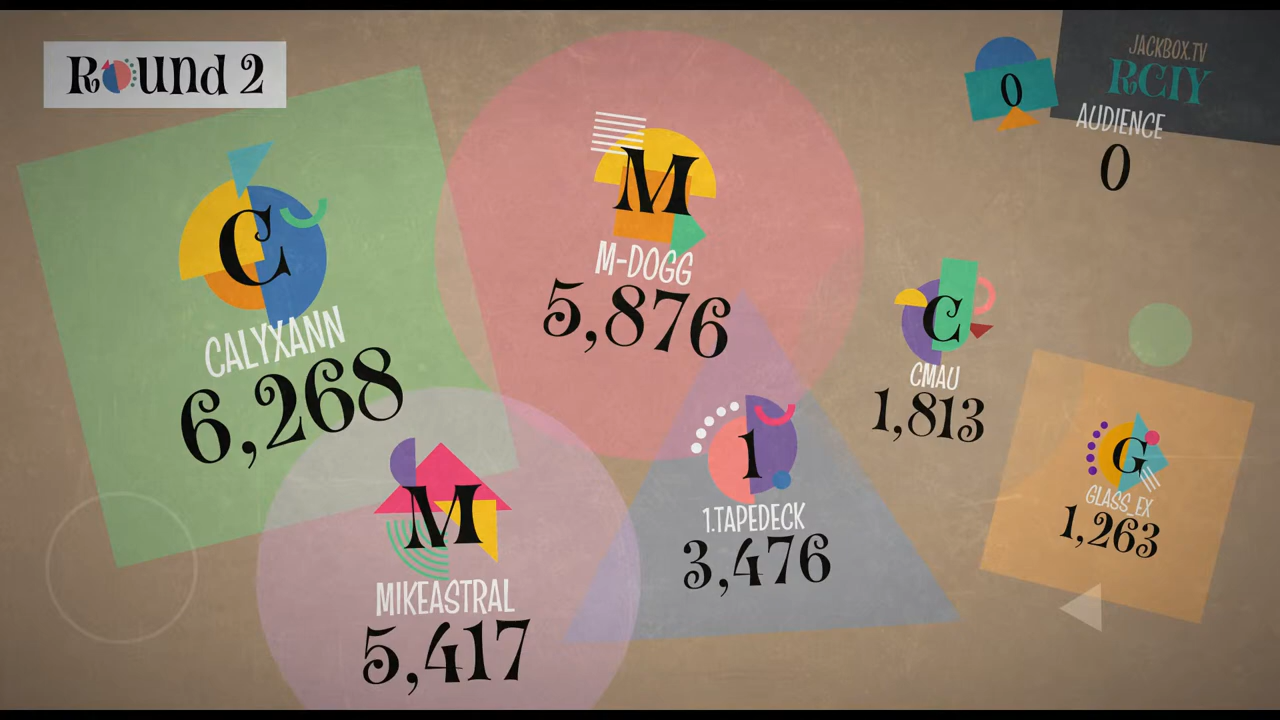 Round 2
0
JACKBOX.TV
RCIY
AUDIENCE
0
C
CALYXANN
6,268
M
M-DOGG
5,876
C
CMAU
1,813
M
MIKEASTRAL
5,417
1
1.TAPEDECK
3,476
G
GLASS_EX
1,263